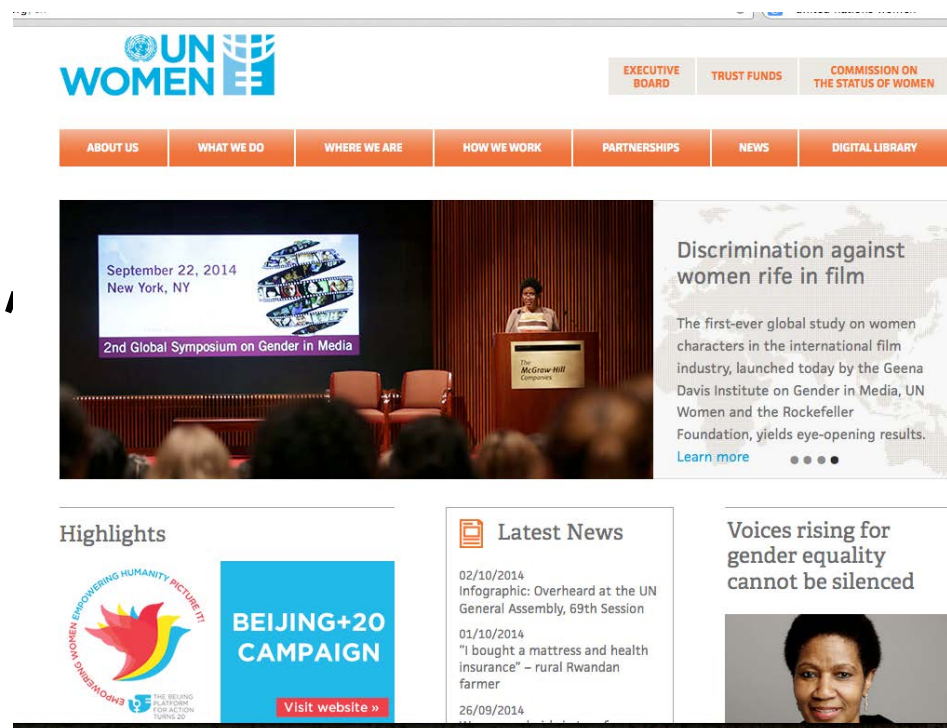 UN
WOMEN
EXECUTIVE
BOARD
TRUST FUNDS
COMMISSION ON
THE STATUS OF WOMEN
ABOUT US
WHAT WE DO
WHERE WE ARE
HOW WE WORK
PARTNERSHIPS
NEWS
DIGITAL LIBRARY
September 22, 2014
New York, NY
2nd Global Symposium on Gender in Media
The
McGraw-Hill
Companies
Discrimination against
women rife in film
The first-ever global study on women
characters in the international film
industry, launched today by the Geena
Davis Institute on Gender in Media, UN
Women and the Rockefeller
Foundation, yields eye-opening results.
Learn more
Highlights
EMPOWERING WOMEN EMPOWERING HUMANITY PICTURE IT!
THE BEIJING
PLATFORM
FOR ACTION
TURNS 20
BEIJING+20
CAMPAIGN
Visit website »
Latest News
02/10/2014
Infographic: Overheard at the UN
General Assembly, 69th Session
01/10/2014
"I bought a mattress and health
insurance" – rural Rwandan
farmer
26/09/2014
Voices rising for
gender equality
cannot be silenced